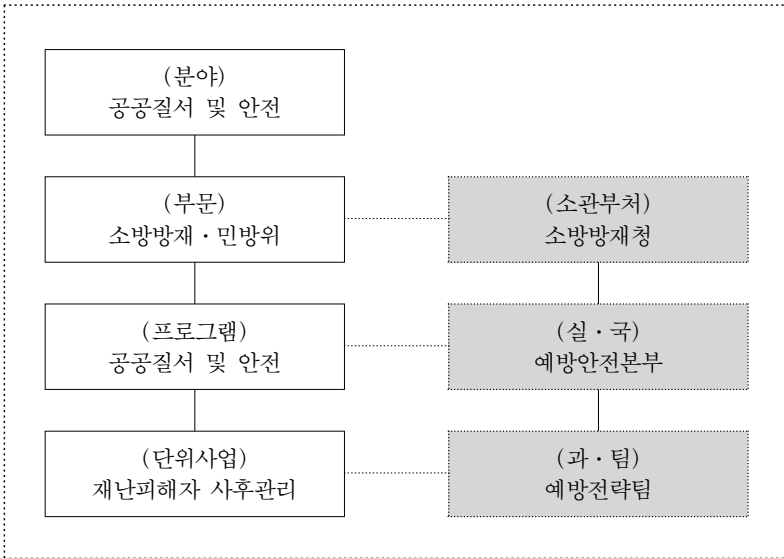 (분야)
공공질서 및 안전
(부문)
소방방재・민방위
(소관부처)
소방방재청
(프로그램)
공공질서 및 안전
(실・국)
예방안전본부
(단위사업)
재난피해자 사후관리
(과・팀)
예방전략팀